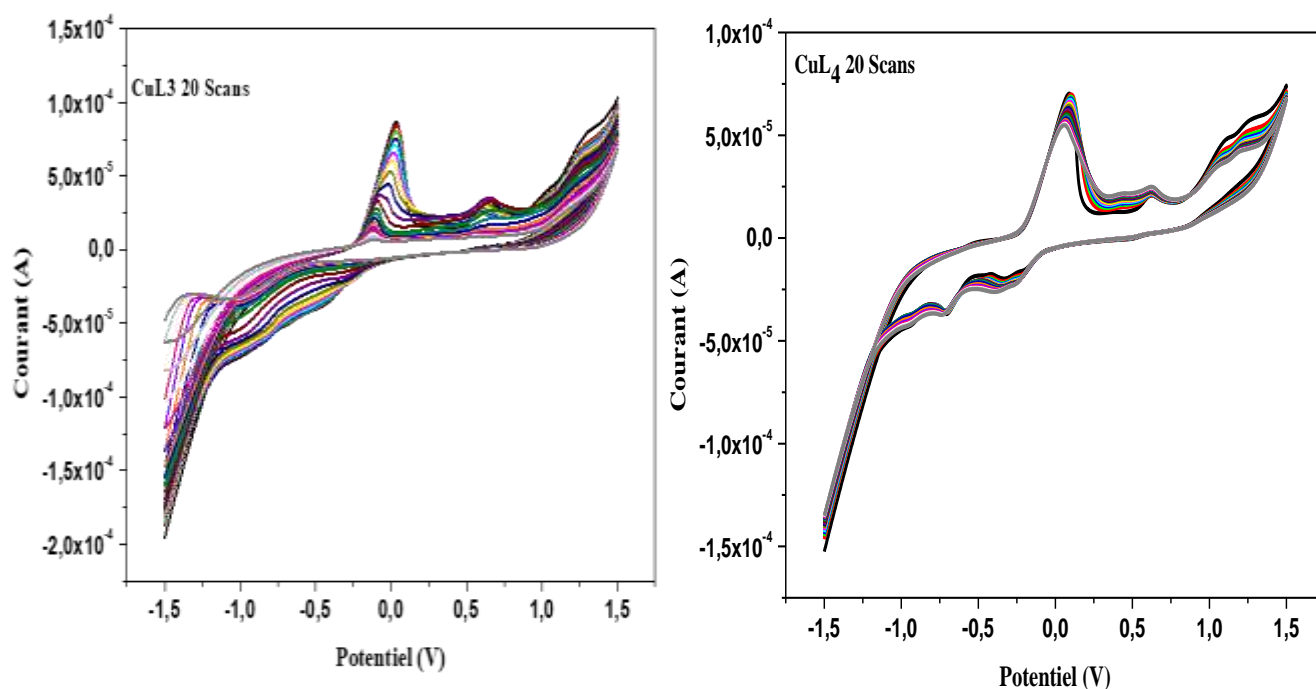 1,5x10-4
CuL3 20 Scans
1,0x10-4
5,0x10-5
0,0
-5,0x10-5
-1,0x10-4
-1,5x10-4
-2,0x10-4
Courant (A)
-1,5 -1,0 -0,5 0,0 0,5 1,0 1,5
Potentiel (V)
1,0x10-4
CuL4 20 Scans
5,0x10-5
0,0
-5,0x10-5
-1,0x10-4
-1,5x10-4
Courant (A)
-1,5 -1,0 -0,5 0,0 0,5 1,0 1,5
Potentiel (V)